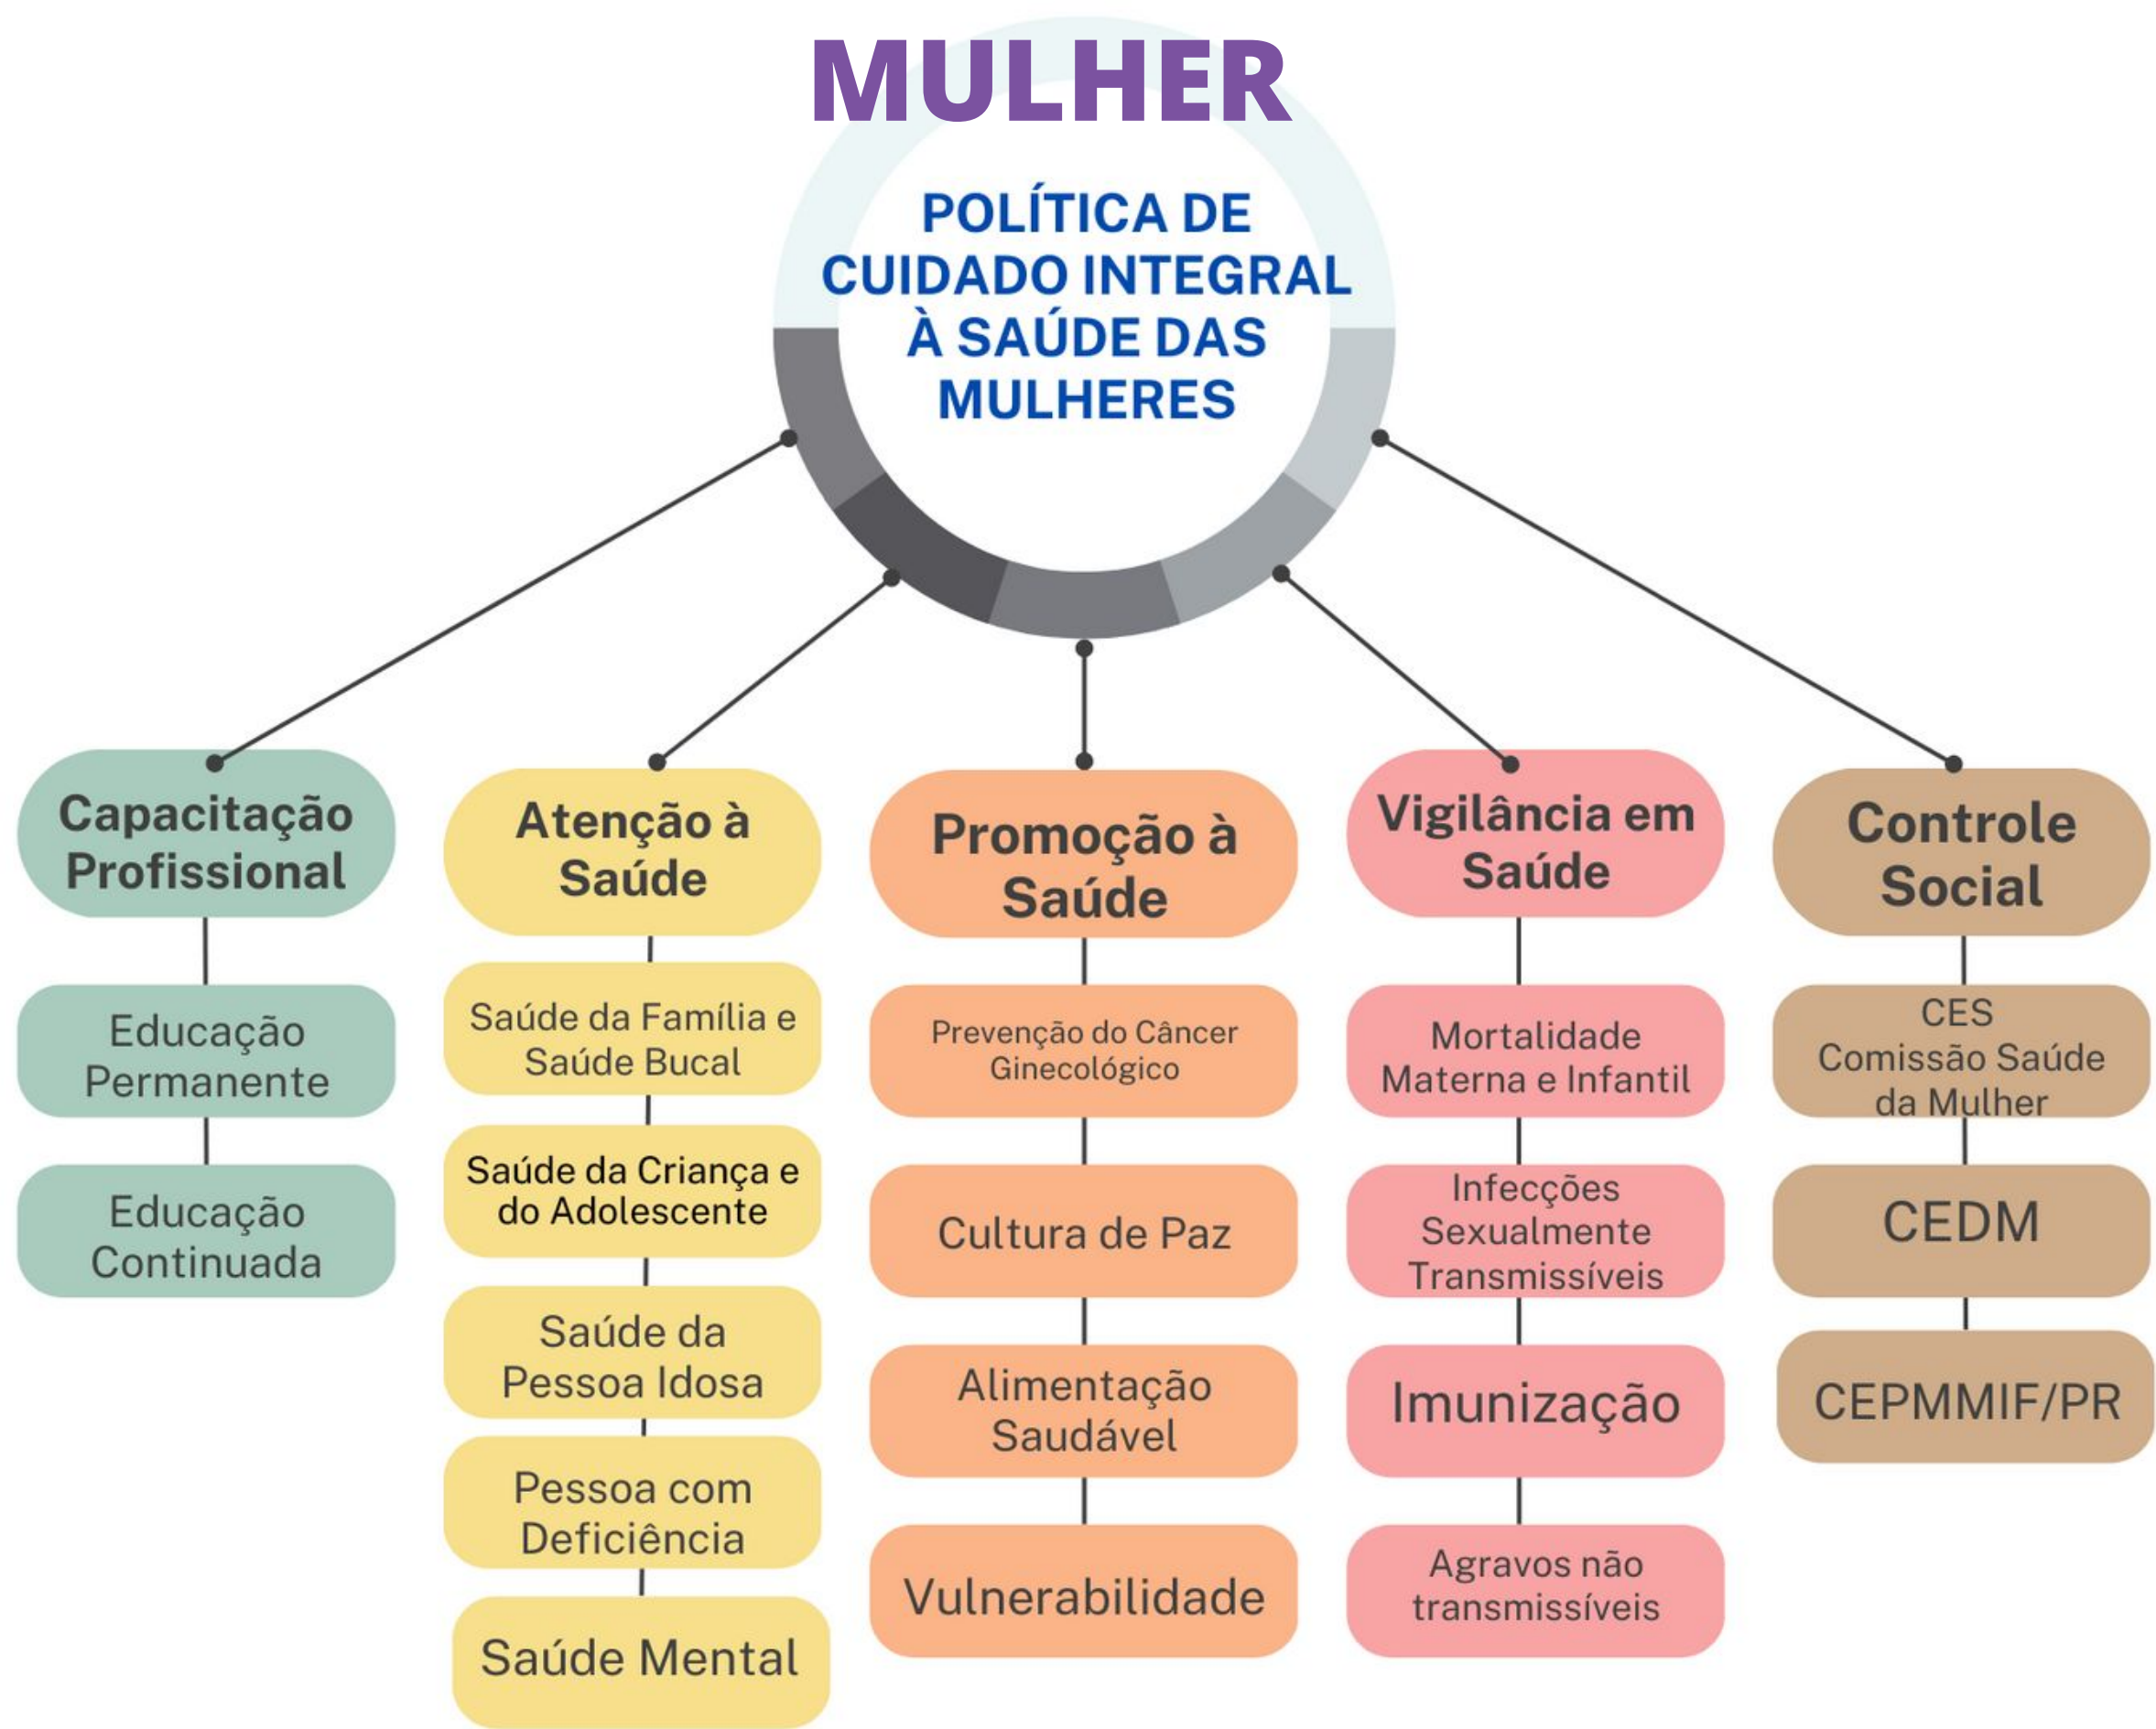 MULHER
POLÍTICA DE
CUIDADO INTEGRAL
À SAÚDE DAS
MULHERES
Capacitação
Profissional
Educação
Permanente
Educação
Continuada
Atenção à
Saúde
Saúde da Família e
Saúde Bucal
Saúde da Criança e
do Adolescente
Saúde da
Pessoa Idosa
Pessoa com
Deficiência
Saúde Mental
Promoção à
Saúde
Prevenção do Câncer
Ginecológico
Cultura de Paz
Alimentação
Saudável
Vulnerabilidade
Vigilância em
Saúde
Mortalidade
Materna e Infantil
Infecções
Sexualmente
Transmissíveis
Imunização
Agravos não
transmissíveis
Controle
Social
CES
Comissão Saúde
da Mulher
CEDM
CEPMMIF/PR